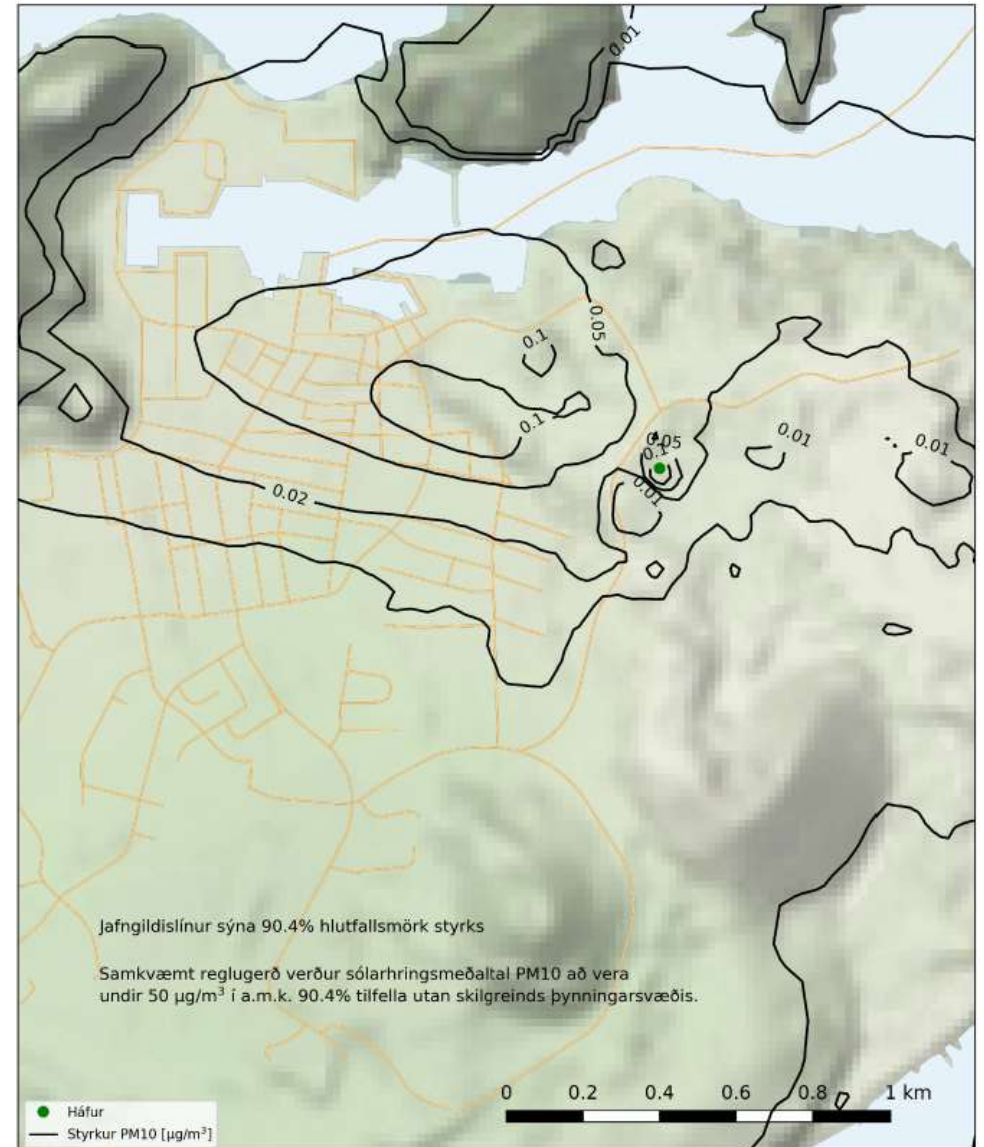 0.01
0.05
0.1
0.1
0.05
0.1
0.01
0.01
0.01
0.02
Jafngildislínur sýna 90.4% hlutfallsmörk styrks
Samkvæmt reglugerð verður sólarhringsmeðaltal PM10 að vera
undir 50 µg/m³ í a.m.k. 90.4% tilfella utan skilgreinds þynningarsvæðis.
0 0.2 0.4 0.6 0.8 1 km
Háfur
Styrkur PM10 [µg/m³]